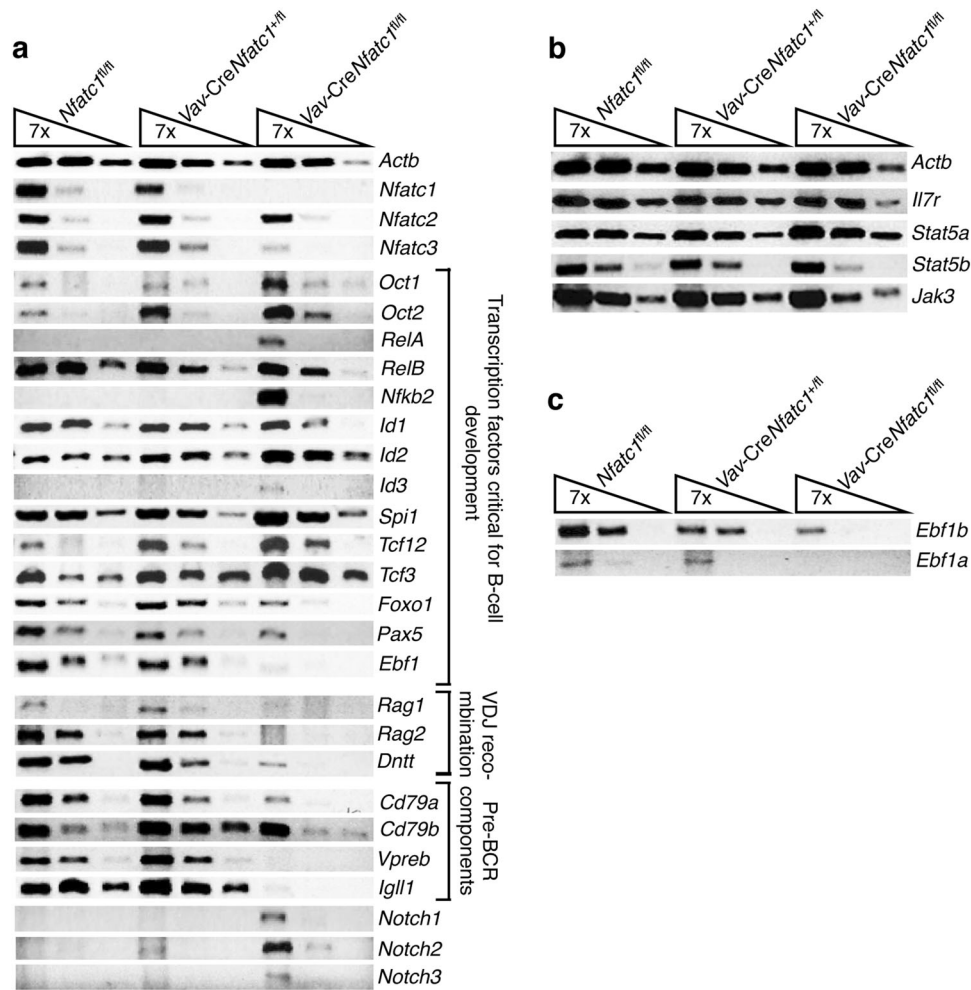 a
Nfatc1fl/fl
Vav-CreNfatc1+/fl
Vav-CreNfatc1fl/fl
7x
7x
7x
Actb
Nfatc1
Nfatc2
Nfatc3
Oct1
Oct2
RelA
RelB
Nfkb2
Id1
Id2
Id3
Spi1
Tcf12
Tcf3
Foxo1
Pax5
Ebf1
Transcription factors critical for B-cell
development
Rag1
Rag2
Dntt
VDJ reco-
mbination
Cd79a
Cd79b
Vpreb
Igll1
Pre-BCR
components
Notch1
Notch2
Notch3
b
Nfatc1fl/fl
Vav-CreNfatc1+/fl
Vav-CreNfatc1fl/fl
7x
7x
7x
Actb
Il7r
Stat5a
Stat5b
Jak3
c
Nfatc1fl/fl
Vav-CreNfatc1+/fl
Vav-CreNfatc1fl/fl
7x
7x
7x
Ebf1b
Ebf1a